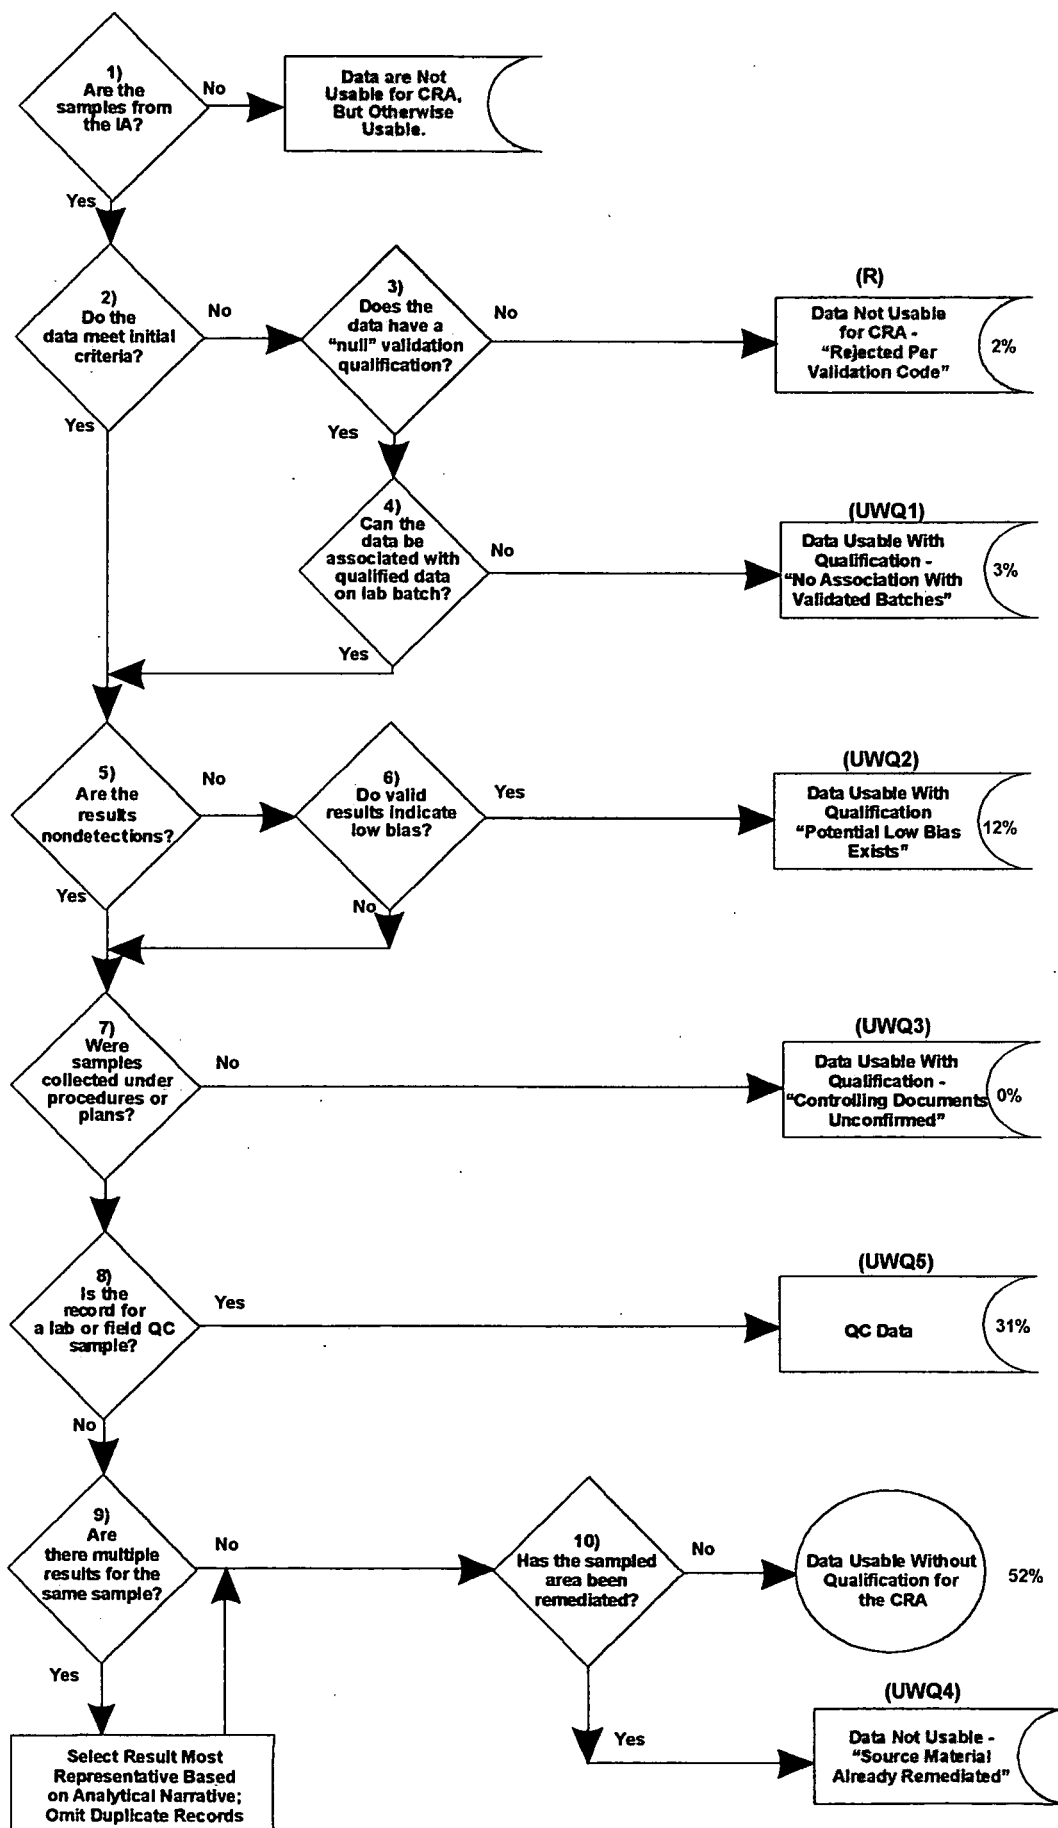 1)
Are the
samples from
the IA?
No
Data are Not
Usable for CRA,
But Otherwise
Usable.
Yes
2)
Do the
data meet initial
criteria?
No
3)
Does the
data have a
"null" validation
qualification?
No
(R)
Data Not Usable
for CRA -
"Rejected Per
Validation Code"
2%
Yes
Yes
4)
Can the
data be
associated with
qualified data
on lab batch?
No
(UWQ1)
Data Usable With
Qualification -
"No Association With
Validated Batches"
3%
Yes
5)
Are the
results
nondetections?
No
6)
Do valid
results indicate
low bias?
Yes
(UWQ2)
Data Usable With
Qualification
"Potential Low Bias
Exists"
12%
Yes
No
7)
Were
samples
collected under
procedures or
plans?
No
(UWQ3)
Data Usable With
Qualification -
"Controlling Documents
Unconfirmed"
0%
8)
Is the
record for
a lab or field QC
sample?
Yes
(UWQ5)
QC Data
31%
No
9)
Are
there multiple
results for the
same sample?
No
10)
Has the sampled
area been
remediated?
No
Data Usable Without
Qualification for
the CRA
52%
Yes
Select Result Most
Representative Based
on Analytical Narrative;
Omit Duplicate Records
Yes
(UWQ4)
Data Not Usable -
"Source Material
Already Remediated"